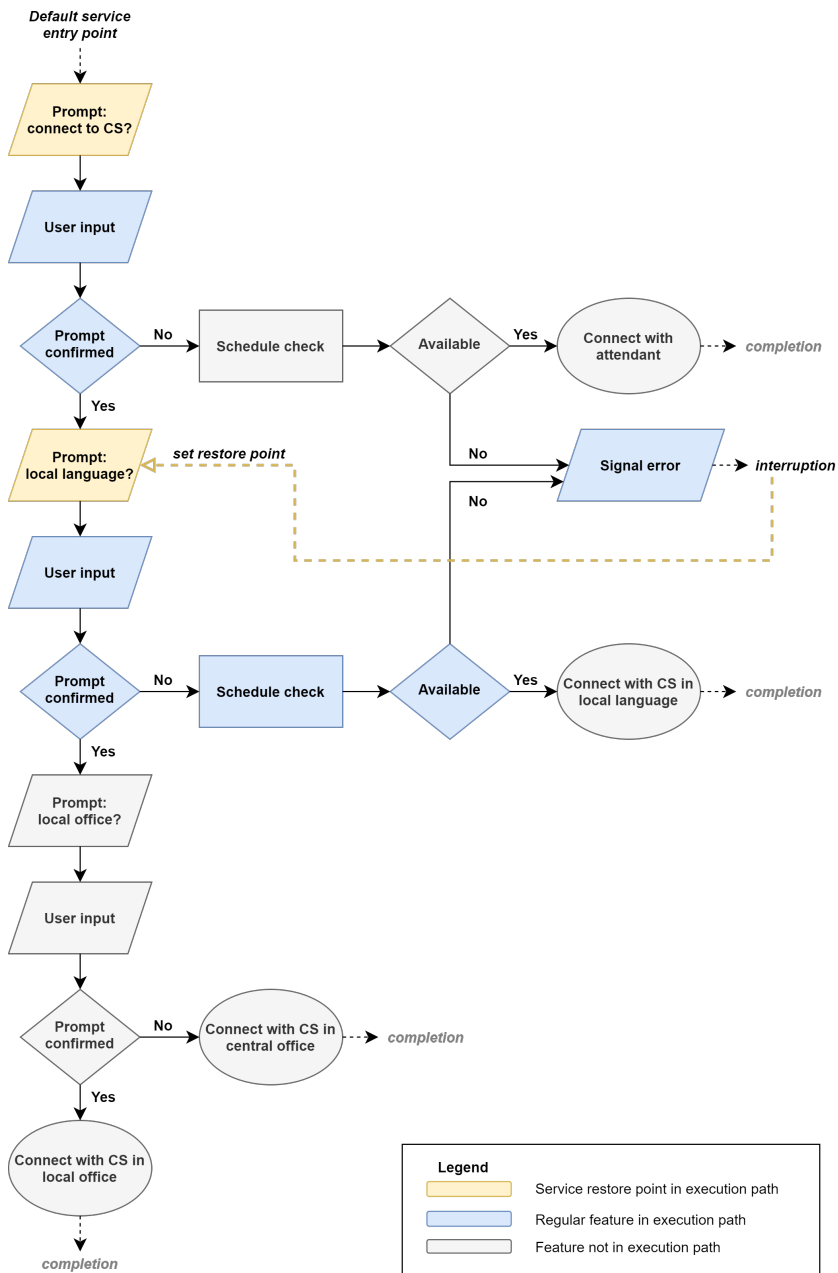 Default service
entry point
Prompt:
connect to CS?
User input
Prompt
confirmed
No
Schedule check
Available
Yes
Connect with
attendant
completion
Yes
No
Prompt:
local language?
set restore point
Signal error
interruption
No
User input
Prompt
confirmed
No
Schedule check
Available
Yes
Connect with CS in
local language
completion
Yes
Prompt:
local office?
User input
Prompt
confirmed
No
Connect with CS in
central office
completion
Yes
Connect with CS in
local office
completion
Legend
Service restore point in execution path
Regular feature in execution path
Feature not in execution path